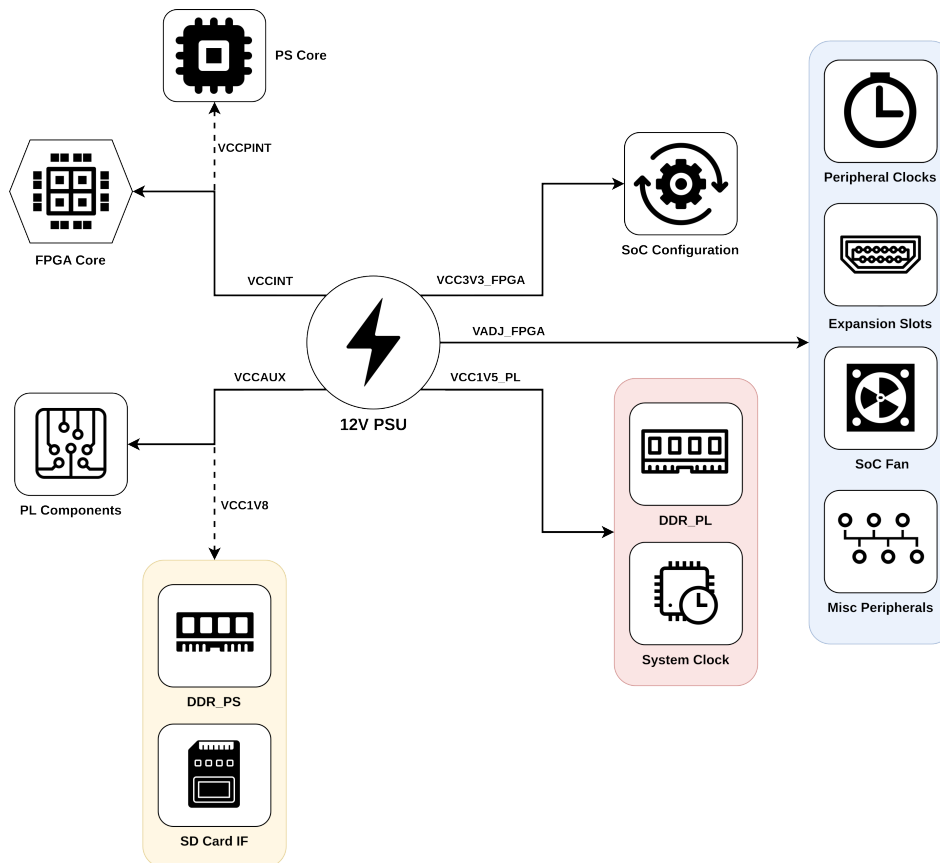 PS Core
VCCPINT
FPGA Core
VCCINT
VCC3V3_FPGA
SoC Configuration
Peripheral Clocks
VADJ_FPGA
Expansion Slots
VCCAUX
VCC1V5_PL
12V PSU
SoC Fan
PL Components
VCC1V8
DDR_PL
Misc Peripherals
System Clock
DDR_PS
SD Card IF